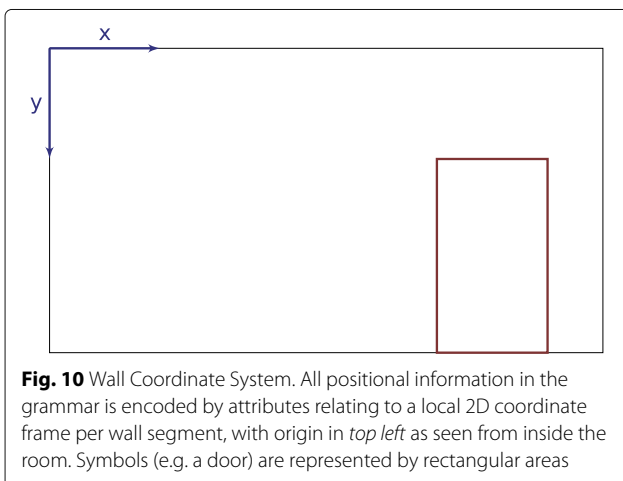 x
y
Fig. 10 Wall Coordinate System. All positional information in the
grammar is encoded by attributes relating to a local 2D coordinate
frame per wall segment, with origin in top left as seen from inside the
room. Symbols (e.g. a door) are represented by rectangular areas